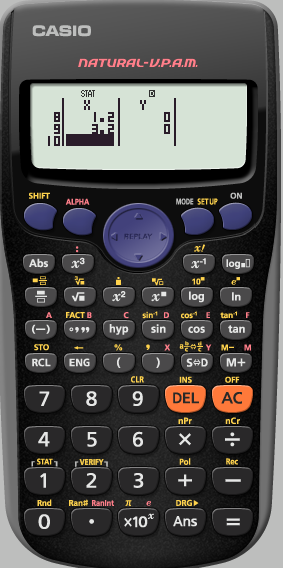 CASIO
NATURAL-V.P.A.M.
STAT D
X Y
8 1.2 0
9 3.2 0
10
SHIFT ALPHA REPLAY MODE SETUP ON
: x!
Abs x³ x⁻¹ log▪□
³√ ⁿ√ 10ˣ eˣ
√▪ x² x▪ log ln
A FACT B C sin⁻¹ D cos⁻¹ E tan⁻¹ F
(−) °’” hyp sin cos tan
STO ← % , X a b/c⇔d/c Y M− M
RCL ENG ( ) S⇔D M+
CLR INS OFF
7 8 9 DEL AC
nPr nCr
4 5 6 × ÷
STAT VERIFY Pol Rec
1 2 3 + −
Rnd Ran# RanInt π e DRG▶
0 • ×10ˣ Ans =